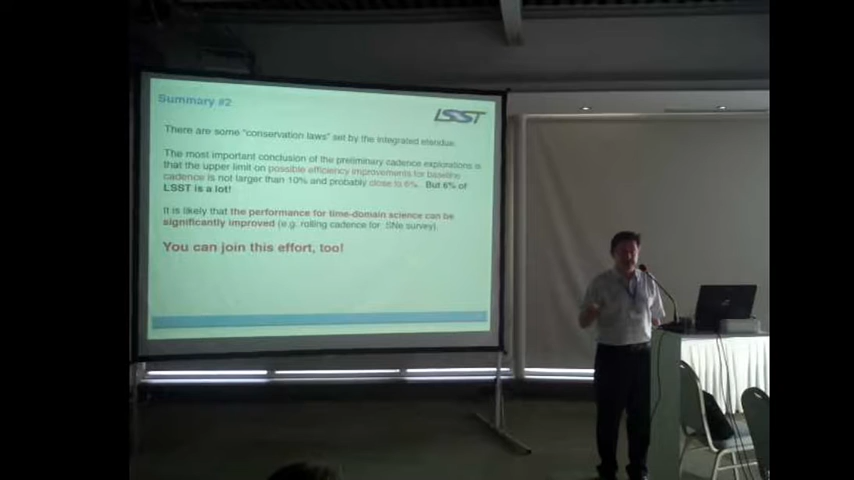 Summary #2
LSST
There are some "conservation laws" set by the integrated etendue.
The most important conclusion of the preliminary cadence explorations is
that the upper limit on possible efficiency improvements for baseline
cadence is not larger than 10% and probably close to 6%. But 6% of
LSST is a lot!
It is likely that the performance for time-domain science can be
significantly improved (e.g. rolling cadence for SNe survey).
You can join this effort, too!